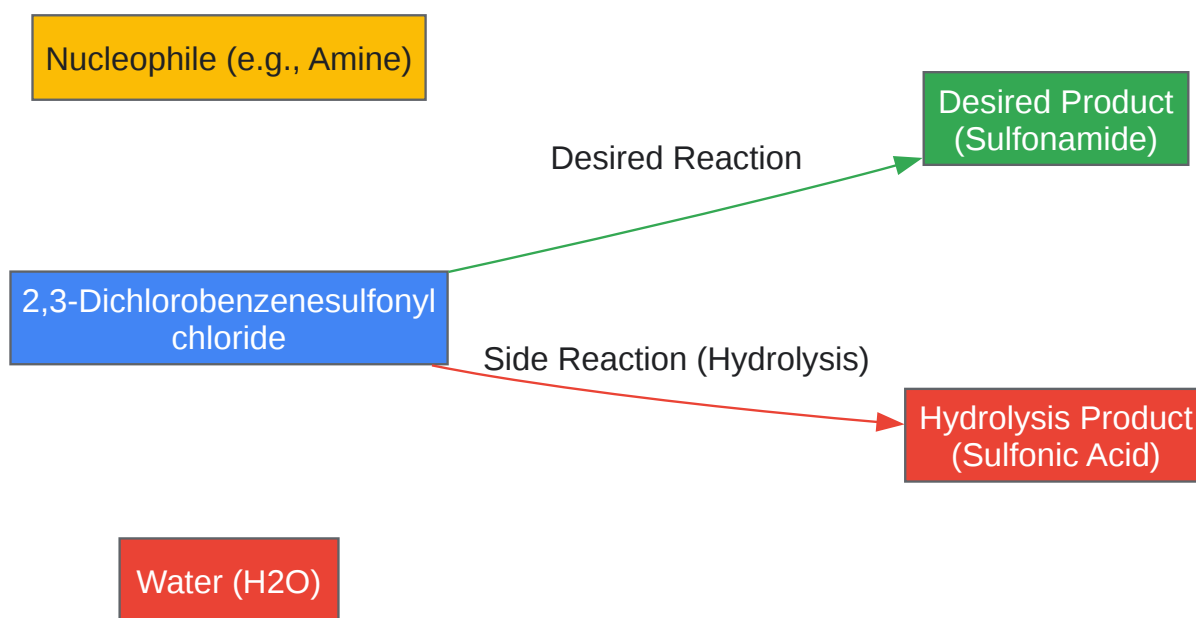 Nucleophile (e.g., Amine)
Desired Product
(Sulfonamide)
Desired Reaction
2,3-Dichlorobenzenesulfonyl
chloride
Side Reaction (Hydrolysis)
Hydrolysis Product
(Sulfonic Acid)
Water (H2O)